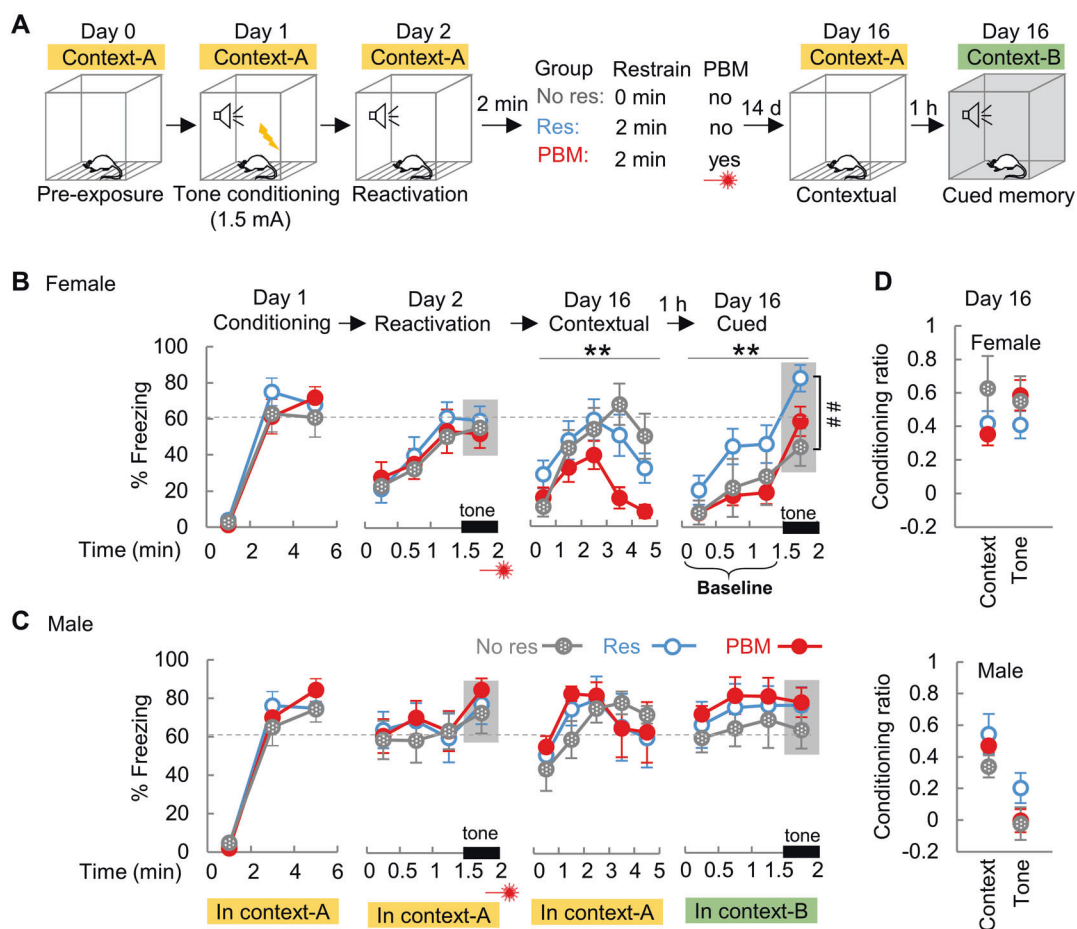 A
Day 0 Day 1 Day 2 Day 16 Day 16
Context-A Context-A Context-A Context-A Context-B
2 min
Group Restrain PBM
No res: 0 min no
Res: 2 min no
PBM: 2 min yes
14 d
1 h
Pre-exposure Tone conditioning Reactivation Contextual Cued memory
(1.5 mA)
B Female
Day 1 Day 2 Day 16 1 h Day 16
Conditioning Reactivation Contextual Cued
** **
##
% Freezing
100
80
60
40
20
0
tone tone
Time (min) 0 2 4 6 0 0.5 1 1.5 2 0 1 2 3 4 5 0 0.5 1 1.5 2
Baseline
D
Day 16
Female
Conditioning ratio
1
0.8
0.6
0.4
0.2
0
-0.2
Context
Tone
C Male
No res Res PBM
% Freezing
100
80
60
40
20
0
tone tone
Time (min) 0 2 4 6 0 0.5 1 1.5 2 0 1 2 3 4 5 0 0.5 1 1.5 2
In context-A In context-A In context-A In context-B
Male
Conditioning ratio
1
0.8
0.6
0.4
0.2
0
-0.2
Context
Tone